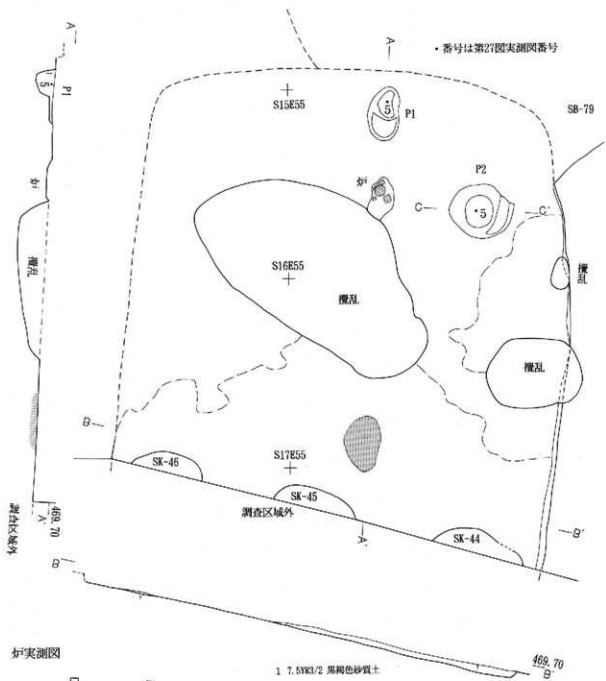 ・番号は第27図実測図番号
A
A
SB-79
S15E55
5
P1
5
P1
炉
炉
P2
5
C
C'
S16E55
攪乱
攪乱
攪乱
攪乱
B
S17E55
SK-46
SK-45
SK-44
調査区域外
A'
B'
A'
469.70
調査区域外
B
469.70
B'
炉実測図
1 7.5YR3/2 黒褐色砂質土